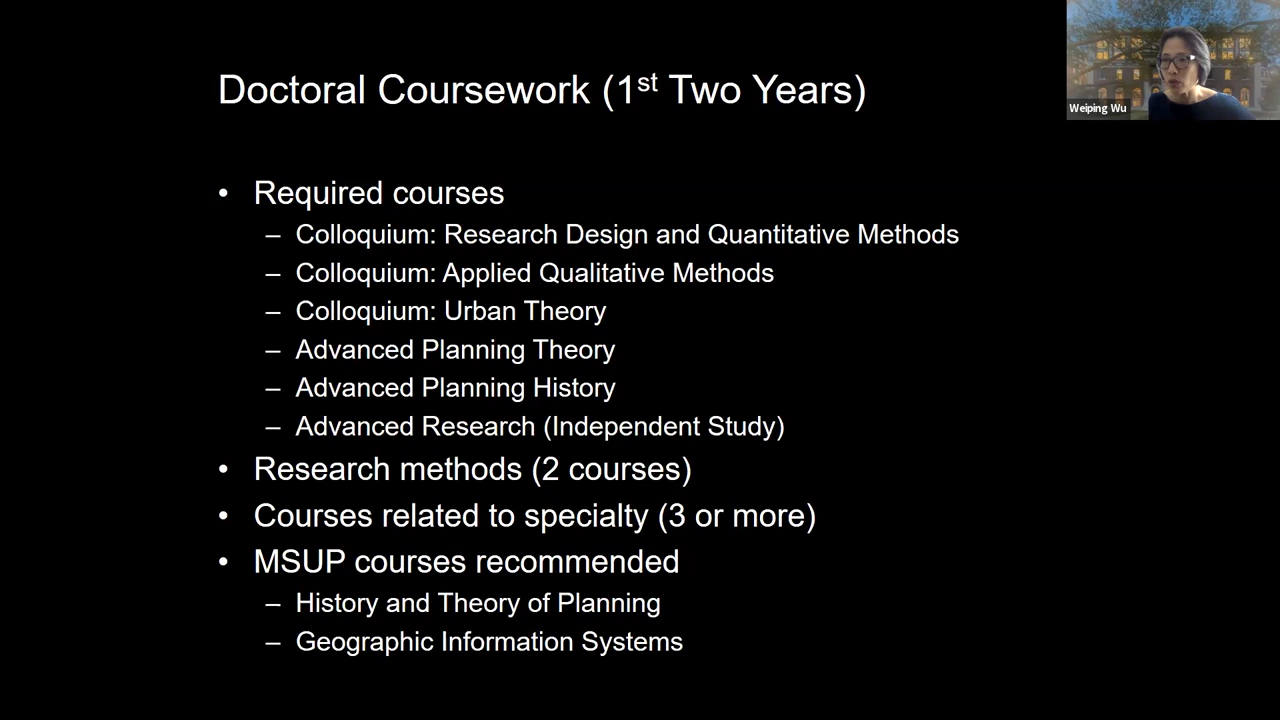 Doctoral Coursework (1st Two Years)
Weiping Wu
• Required courses
– Colloquium: Research Design and Quantitative Methods
– Colloquium: Applied Qualitative Methods
– Colloquium: Urban Theory
– Advanced Planning Theory
– Advanced Planning History
– Advanced Research (Independent Study)
• Research methods (2 courses)
• Courses related to specialty (3 or more)
• MSUP courses recommended
– History and Theory of Planning
– Geographic Information Systems